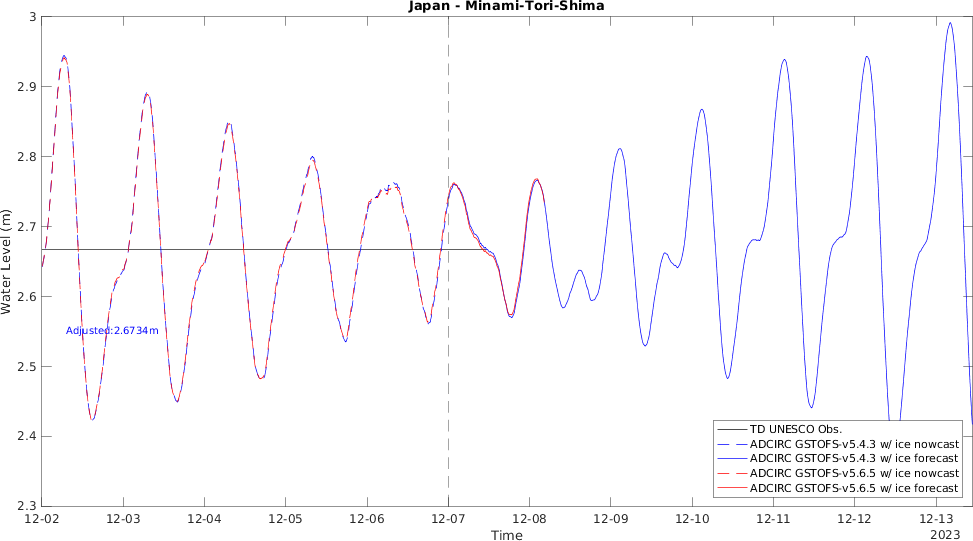 Japan - Minami-Tori-Shima
Water Level (m)
3
2.9
2.8
2.7
2.6
2.5
2.4
2.3
Adjusted:2.6734m
TD UNESCO Obs.
ADCIRC GSTOFS-v5.4.3 w/ ice nowcast
ADCIRC GSTOFS-v5.4.3 w/ ice forecast
ADCIRC GSTOFS-v5.6.5 w/ ice nowcast
ADCIRC GSTOFS-v5.6.5 w/ ice forecast
12-02 12-03 12-04 12-05 12-06 12-07 12-08 12-09 12-10 12-11 12-12 12-13
2023
Time